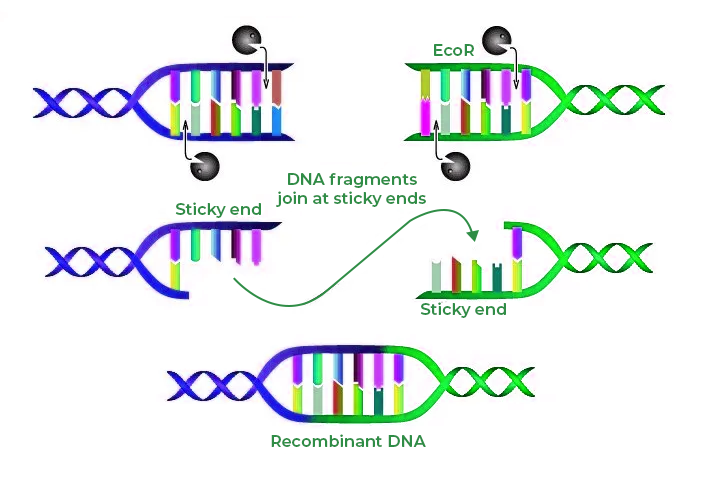 EcoR
DNA fragments
join at sticky ends
Sticky end
Sticky end
Recombinant DNA